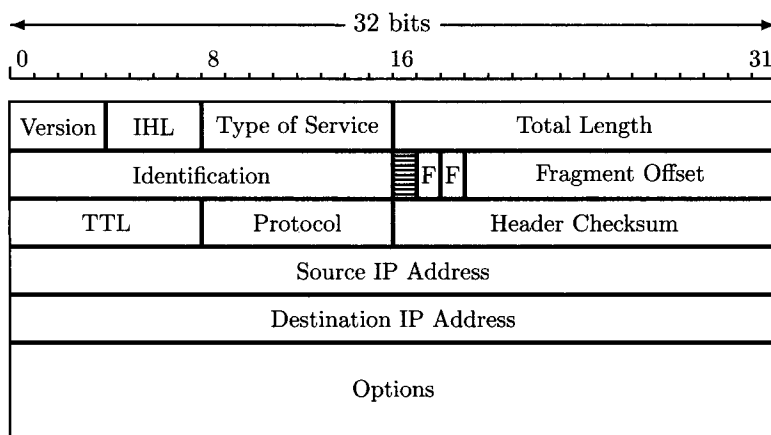 32 bits
0 8 16 31
Version IHL Type of Service Total Length
Identification F F Fragment Offset
TTL Protocol Header Checksum
Source IP Address
Destination IP Address
Options